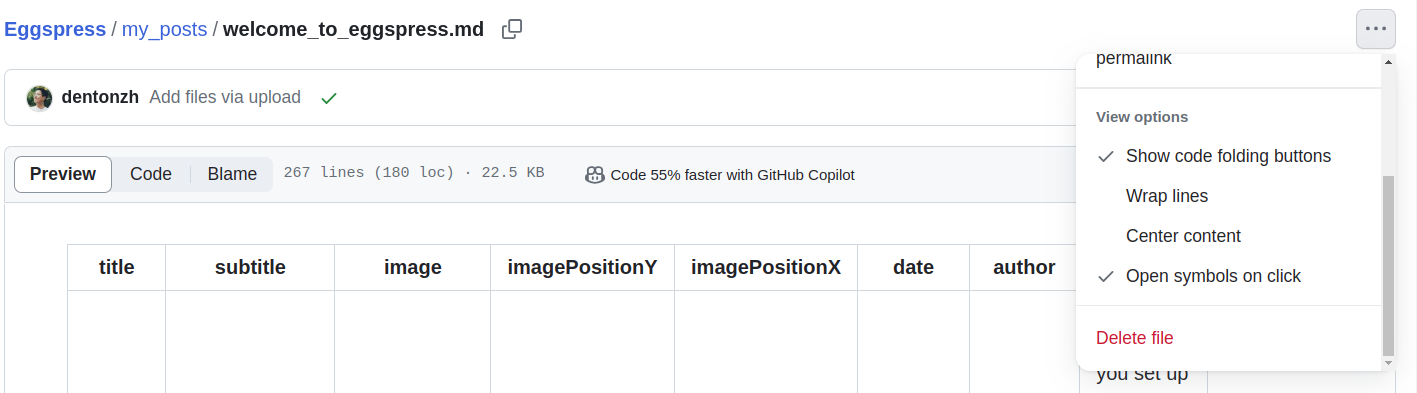 Eggspress / my_posts / welcome_to_eggspress.md
permalink
dentonzh Add files via upload
View options
Show code folding buttons
Wrap lines
Center content
Open symbols on click
Delete file
Preview Code Blame 267 lines (180 loc) · 22.5 KB Code 55% faster with GitHub Copilot
title subtitle image imagePositionY imagePositionX date author
you set up